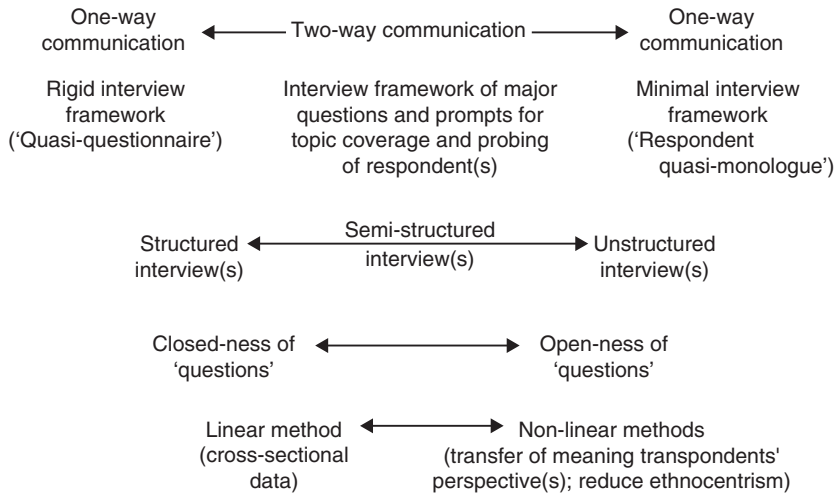 One-way communication
Two-way communication
One-way communication
Rigid interview
framework
(‘Quasi-questionnaire’)
Interview framework of major
questions and prompts for
topic coverage and probing
of respondent(s)
Minimal interview
framework
(‘Respondent
quasi-monologue’)
Structured
interview(s)
Semi-structured
interview(s)
Unstructured
interview(s)
Closed-ness of
‘questions’
Open-ness of
‘questions’
Linear method
(cross-sectional
data)
Non-linear methods
(transfer of meaning transpondents'
perspective(s); reduce ethnocentrism)